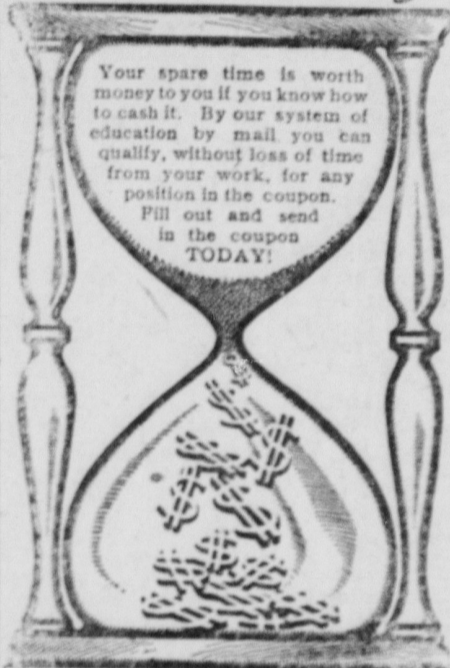 Your spare time is worth
money to you if you know how
to cash it. By our system of
education by mail you can
qualify, without loss of time
from your work, for any
position in the coupon.
Fill out and send
in the coupon
TODAY!